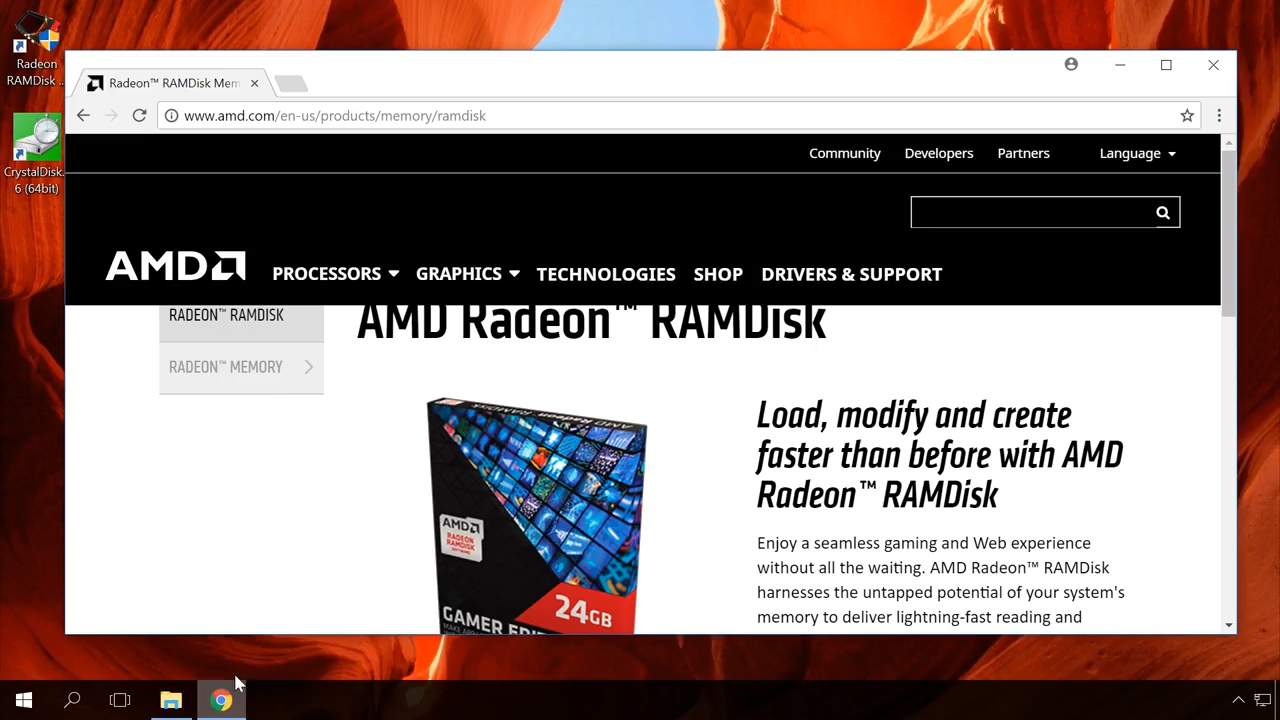 Radeon
RAMDisk ..
CrystalDisk.
6 (64bit)
Radeon™ RAMDisk Mem
www.amd.com/en-us/products/memory/ramdisk
Community Developers Partners Language
AMD PROCESSORS GRAPHICS TECHNOLOGIES SHOP DRIVERS & SUPPORT
RADEON™ RAMDISK
RADEON™ MEMORY
AMD Radeon™ RAMDisk
RADEON RAMDISK
AMD
RADEON
RAMDISK
24GB
GAMER EDI
Load, modify and create
faster than before with AMD
Radeon™ RAMDisk
Enjoy a seamless gaming and Web experience
without all the waiting. AMD Radeon™ RAMDisk
harnesses the untapped potential of your system's
memory to deliver lightning-fast reading and